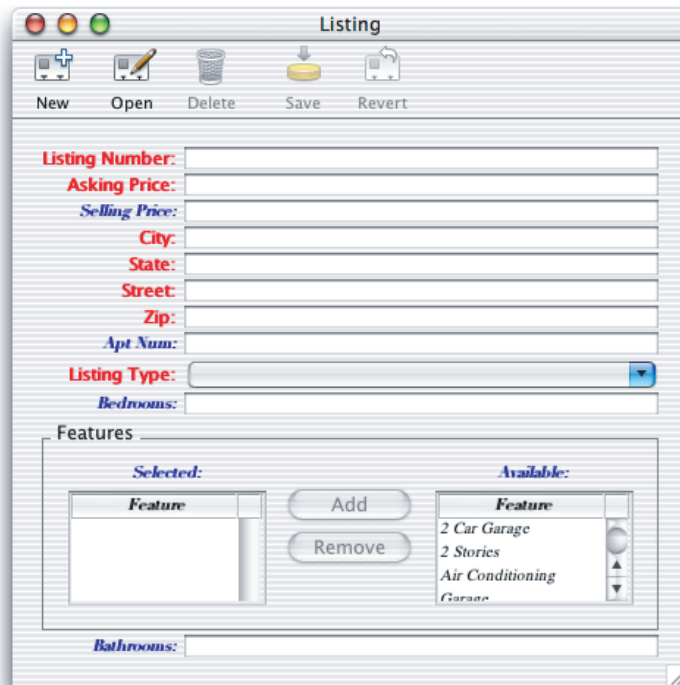 Listing
New Open Delete Save Revert
Listing Number:
Asking Price:
Selling Price:
City:
State:
Street:
Zip:
Apt Num:
Listing Type:
Bedrooms:
Features
Selected: Available:
Feature Add Feature
2 Car Garage
Remove 2 Stories
Air Conditioning
Garage
Bathrooms: